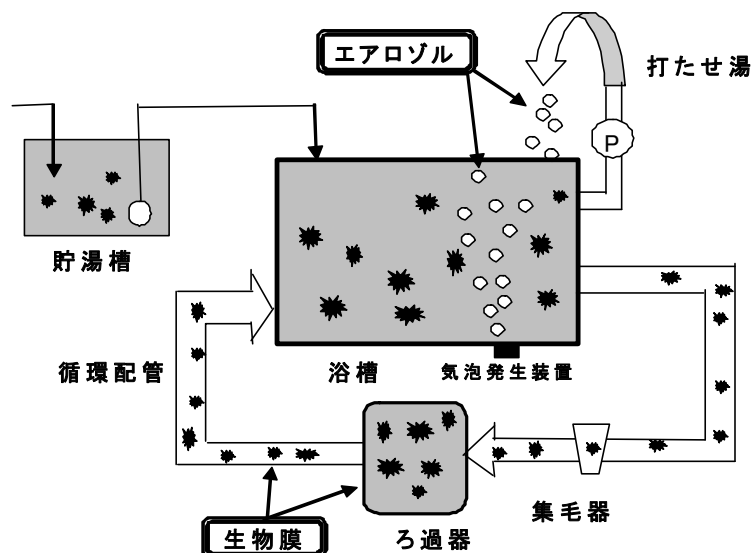 エアロゾル
打たせ湯
P
貯湯槽
循環配管
浴槽
気泡発生装置
集毛器
生物膜
ろ過器